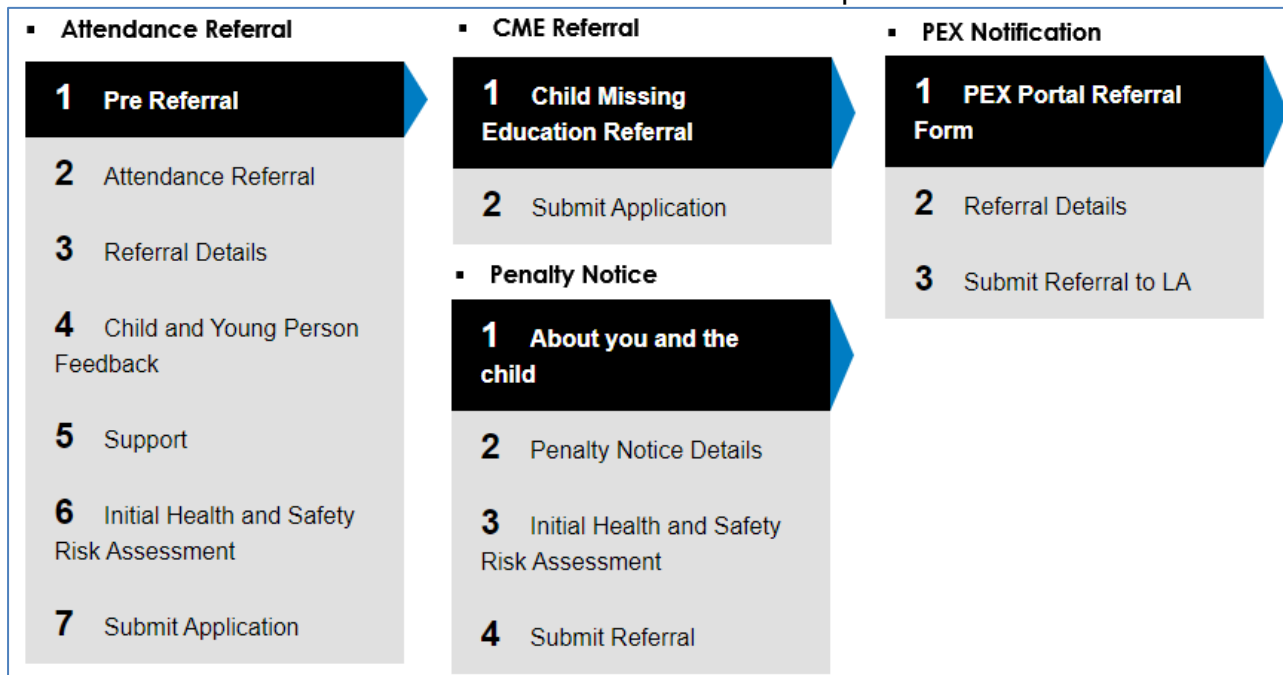 ▪ Attendance Referral
1 Pre Referral
2 Attendance Referral
3 Referral Details
4 Child and Young Person
Feedback
5 Support
6 Initial Health and Safety
Risk Assessment
7 Submit Application
▪ CME Referral
1 Child Missing
Education Referral
2 Submit Application
▪ Penalty Notice
1 About you and the
child
2 Penalty Notice Details
3 Initial Health and Safety
Risk Assessment
4 Submit Referral
▪ PEX Notification
1 PEX Portal Referral
Form
2 Referral Details
3 Submit Referral to LA